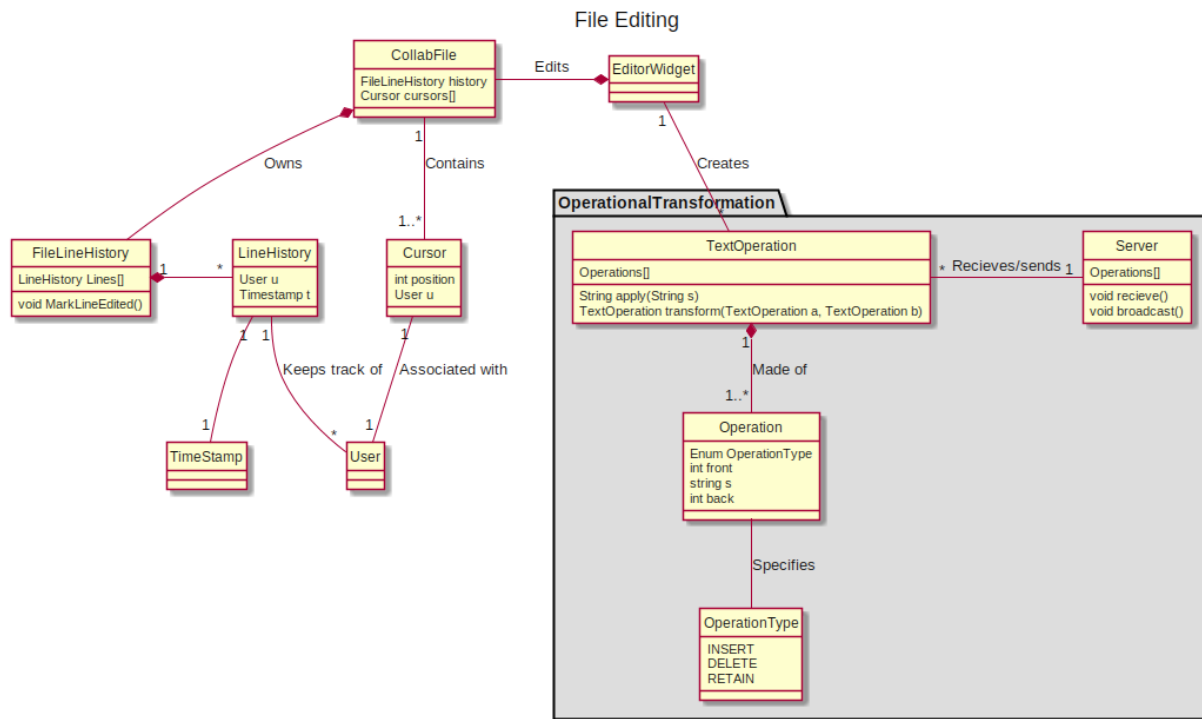 File Editing
CollabFile
FileLineHistory history
Cursor cursors[]
Edits
EditorWidget
1
1
Owns
Contains
Creates
1..*
*
OperationalTransformation
FileLineHistory
LineHistory Lines[]
void MarkLineEdited()
1
*
LineHistory
User u
Timestamp t
Cursor
int position
User u
TextOperation
Operations[]
String apply(String s)
TextOperation transform(TextOperation a, TextOperation b)
*
Recieves/sends
1
Server
Operations[]
void recieve()
void broadcast()
1
1
1
1
Keeps track of
Associated with
Made of
1
*
1
1..*
TimeStamp
User
Operation
Enum OperationType
int front
string s
int back
Specifies
OperationType
INSERT
DELETE
RETAIN